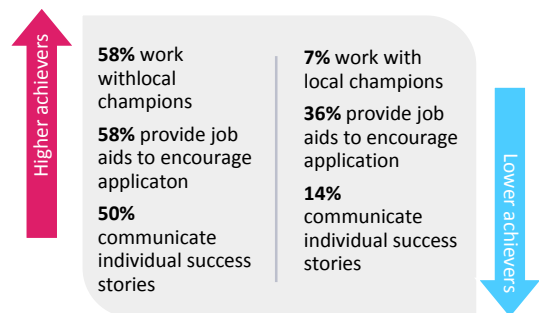 Higher achievers
58% work
withlocal
champions
58% provide job
aids to encourage
applicaton
50%
communicate
individual success
stories
7% work with
local champions
36% provide job
aids to encourage
application
14%
communicate
individual success
stories
Lower achievers